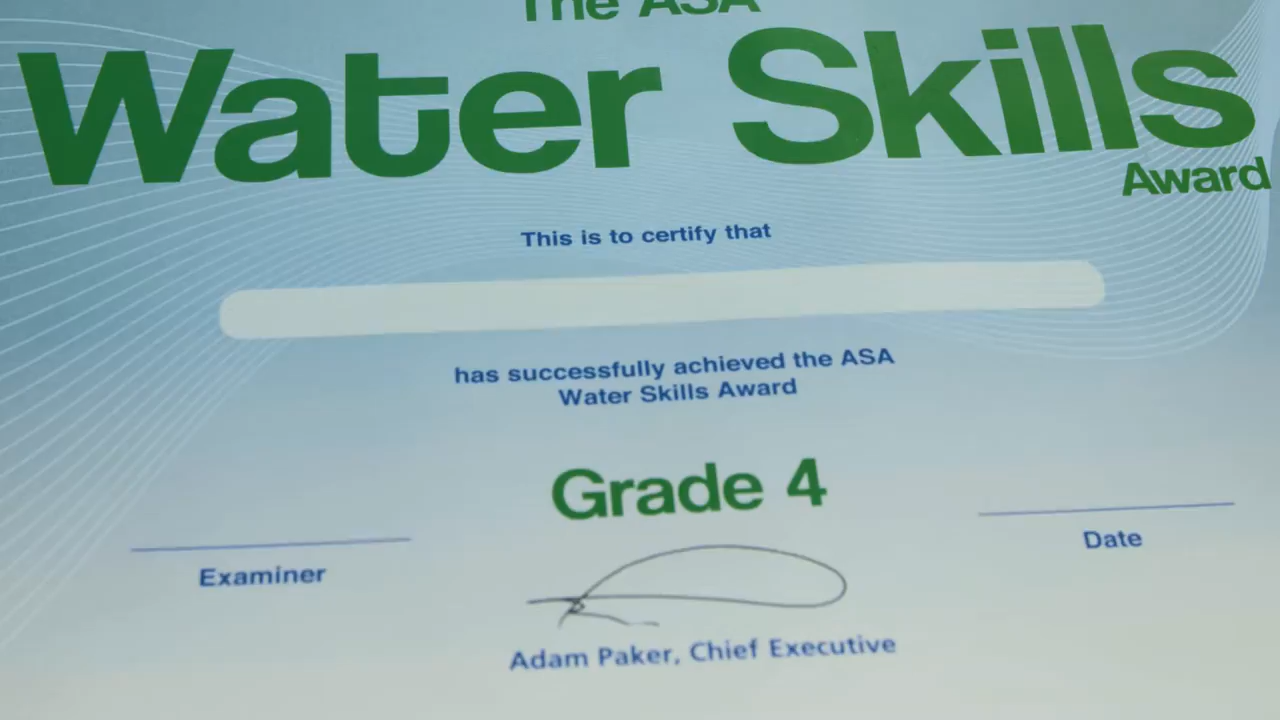 The ASA
Water Skills
Award
This is to certify that
has successfully achieved the ASA
Water Skills Award
Grade 4
Examiner
Date
Adam Paker, Chief Executive